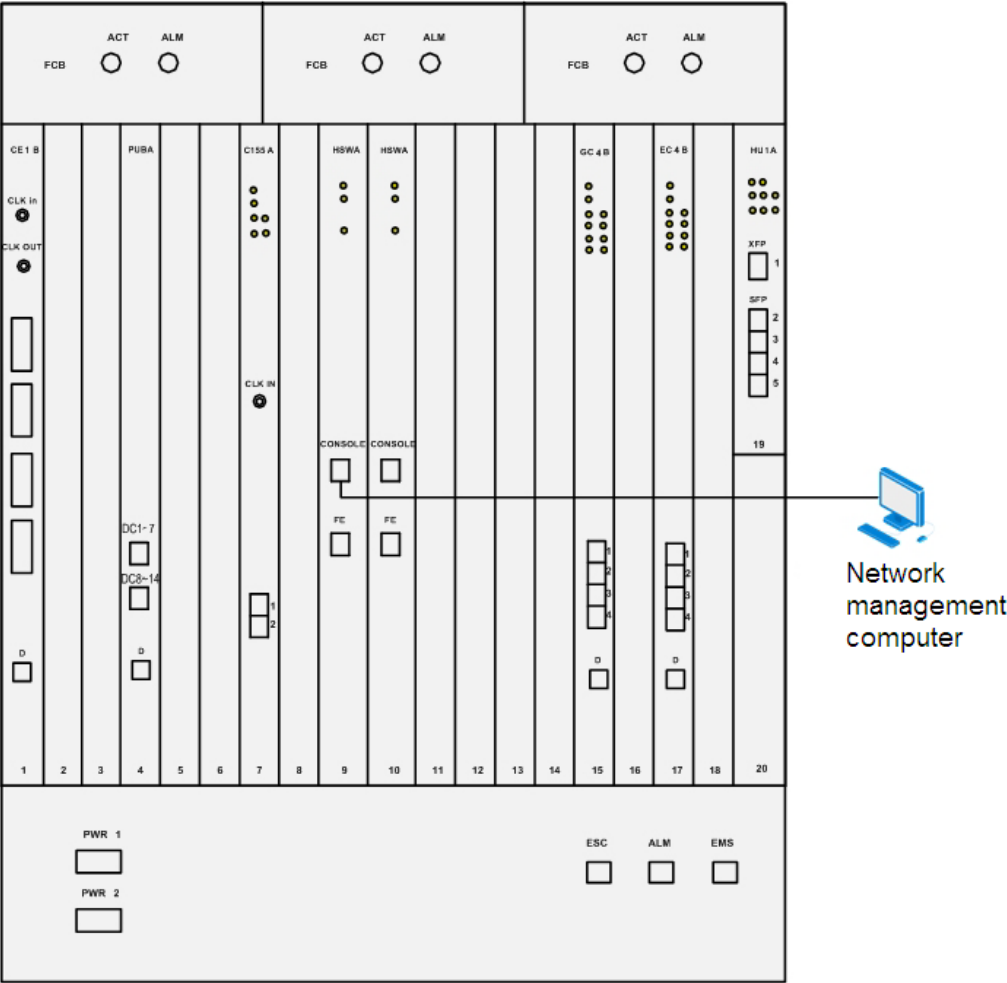 ACT ALM
FCB
ACT ALM
FCB
ACT ALM
FCB
CE1 B
PUBA
C155 A
HSWA
HSWA
GC 4 B
EC 4 B
HU1A
CLK in
CLK OUT
XFP
1
SFP
2
3
4
5
CLK IN
CONSOLE
CONSOLE
19
FE
FE
DC1~7
DC8~14
1
2
1
2
3
4
1
2
3
4
D
D
D
D
1
2
3
4
5
6
7
8
9
10
11
12
13
14
15
16
17
18
20
Network
management
computer
PWR 1
PWR 2
ESC
ALM
EMS